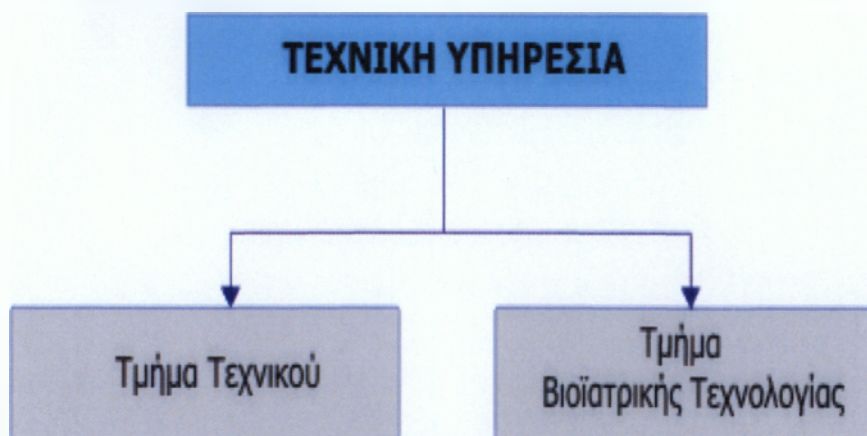 ΤΕΧΝΙΚΗ ΥΠΗΡΕΣΙΑ
Τμήμα Τεχνικού
Τμήμα
Βιοϊατρικής Τεχνολογίας